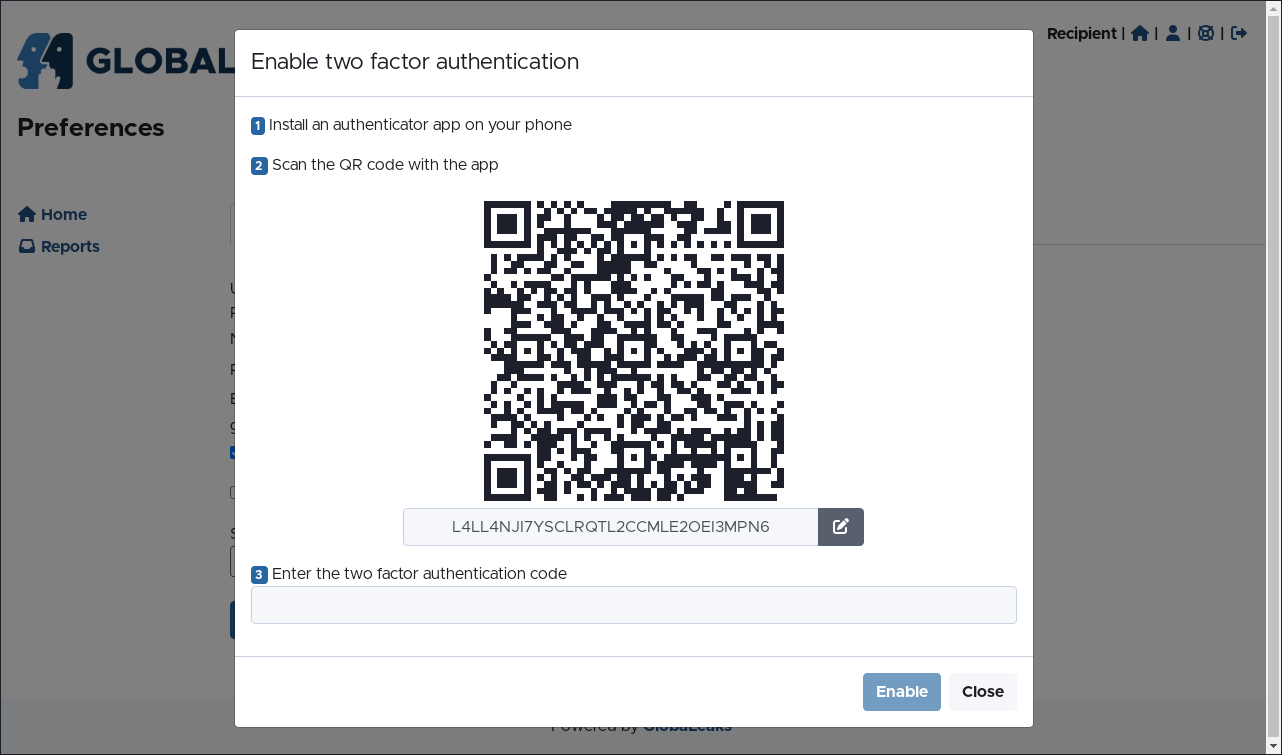 Recipient | | | |
GLOBAL
Enable two factor authentication
Preferences
1 Install an authenticator app on your phone
2 Scan the QR code with the app
Home
Reports
L4LL4NJI7YSCLRQTL2CCMLE2OEI3MPN6
3 Enter the two factor authentication code
Enable Close
Powered by GlobaLeaks